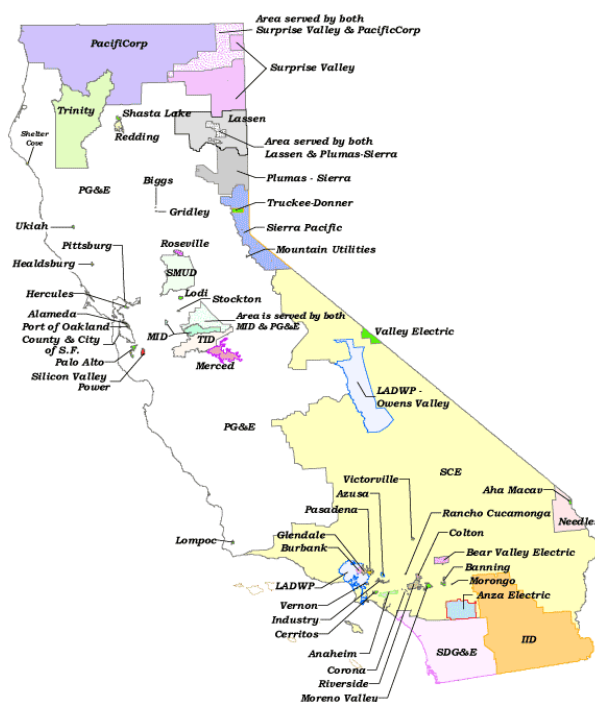 Area served by both
Surprise Valley & PacifiCorp
PacifiCorp
Surprise Valley
Trinity
Shasta Lake
Lassen
Redding
Shelter
Cove
Area served by both
Lassen & Plumas-Sierra
Plumas - Sierra
PG&E
Biggs
Gridley
Truckee-Donner
Sierra Pacific
Mountain Utilities
Ukiah
Pittsburg
Roseville
Healdsburg
SMUD
Hercules
Lodi
Stockton
Alameda
Port of Oakland
County & City
of S.F.
MID
Area is served by both
MID & PG&E
TID
Valley Electric
Palo Alto
Merced
Silicon Valley
Power
LADWP -
Owens Valley
PG&E
SCE
Victorville
Azusa
Pasadena
Aha Macav
Rancho Cucamonga
Needles
Lompoc
Glendale
Burbank
Colton
Bear Valley Electric
LADWP
Banning
Morongo
Vernon
Anza Electric
Industry
Cerritos
Anaheim
Corona
Riverside
Moreno Valley
SDG&E
IID